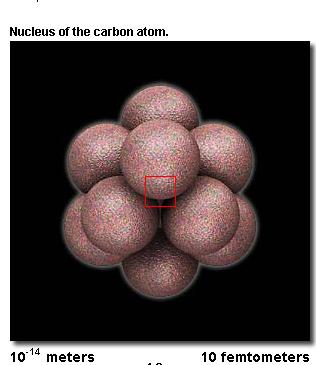 Nucleus of the carbon atom.
10⁻¹⁴ meters 10 femtometers